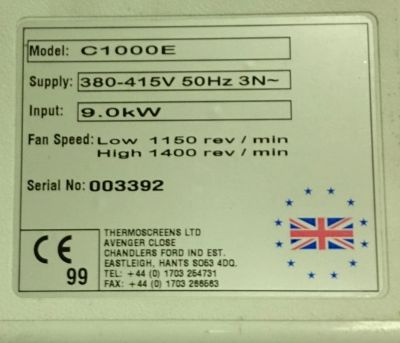 Model: C1000E
Supply: 380-415V 50Hz 3N~
Input: 9.0kW
Fan Speed: Low 1150 rev / min
High 1400 rev / min
Serial No: 003392
CE
99
THERMOSCREENS LTD
AVENGER CLOSE
CHANDLERS FORD IND EST.
EASTLEIGH, HANTS SO53 4DQ.
TEL: +44 (0) 1703 254731
FAX: +44 (0) 1703 266563